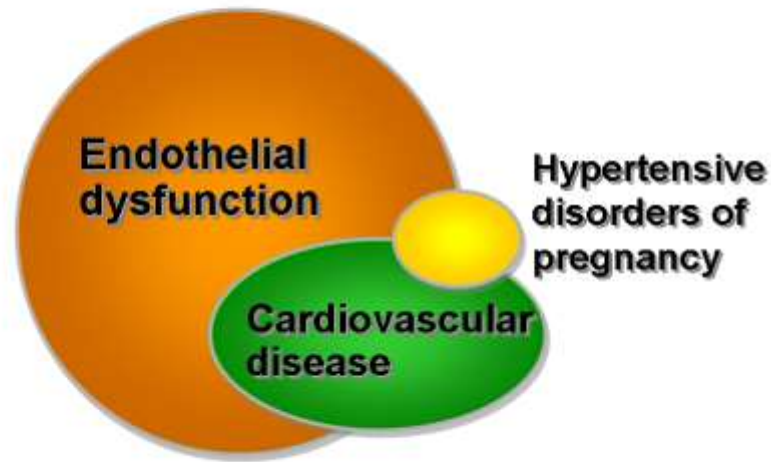 Endothelial
dysfunction
Hypertensive
disorders of
pregnancy
Cardiovascular
disease